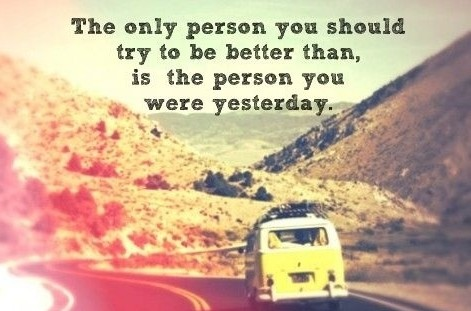 The only person you should
try to be better than,
is the person you
were yesterday.